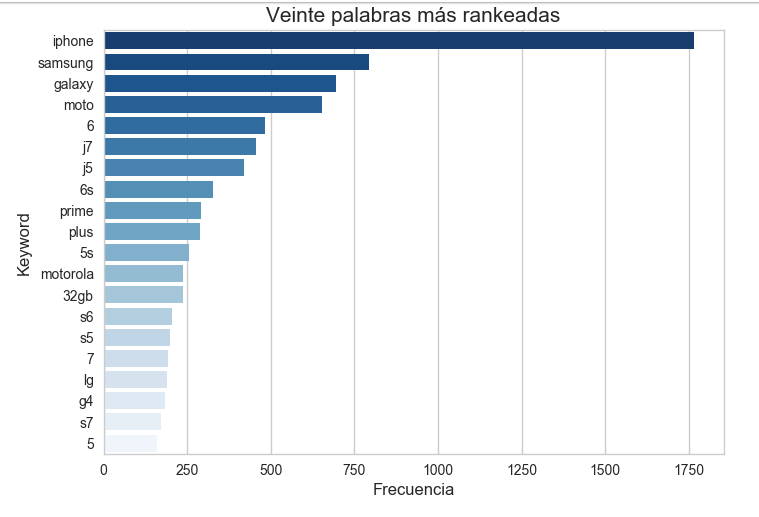 Veinte palabras más rankeadas
iphone
samsung
galaxy
moto
6
j7
j5
6s
prime
plus
5s
motorola
32gb
s6
s5
7
lg
g4
s7
5
Keyword
0 250 500 750 1000 1250 1500 1750
Frecuencia